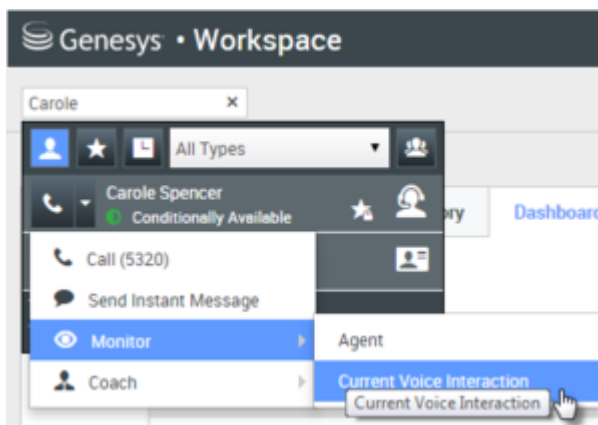 Genesys • Workspace
Carole ×
All Types
Carole Spencer
Conditionally Available
ory Dashboard
Call (5320)
Send Instant Message
Monitor
Agent
Coach
Current Voice Interaction
Current Voice Interaction